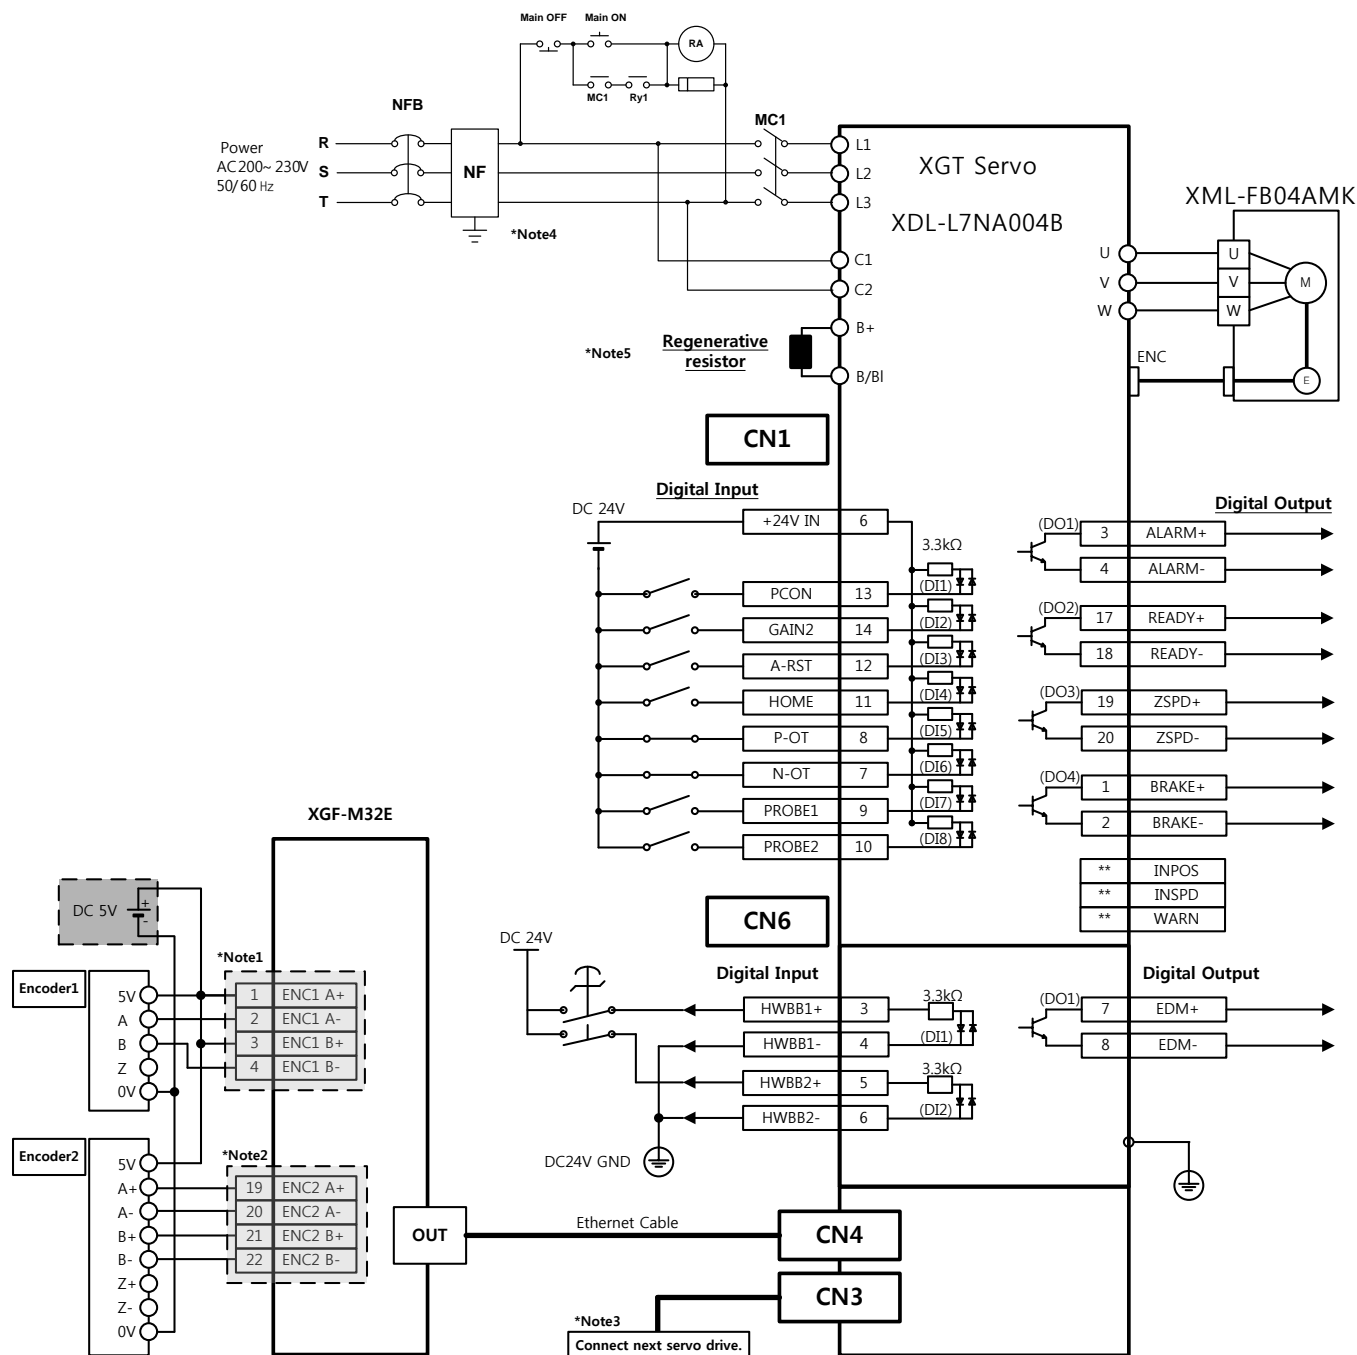 Main OFF
Main ON
RA
MC1
Ry1
NFB
MC1
Power
AC200~ 230V
50/60 Hz
R
S
T
NF
*Note4
L1
L2
L3
C1
C2
B+
B/Bl
XGT Servo
XDL-L7NA004B
XML-FB04AMK
U
V
W
U
V
W
M
ENC
E
*Note5
Regenerative
resistor
CN1
Digital Input
DC 24V
+24V IN 6
3.3kΩ
PCON 13 (DI1)
GAIN2 14 (DI2)
A-RST 12 (DI3)
HOME 11 (DI4)
P-OT 8 (DI5)
N-OT 7 (DI6)
PROBE1 9 (DI7)
PROBE2 10 (DI8)
Digital Output
(DO1) 3 ALARM+
4 ALARM-
(DO2) 17 READY+
18 READY-
(DO3) 19 ZSPD+
20 ZSPD-
(DO4) 1 BRAKE+
2 BRAKE-
** INPOS
** INSPD
** WARN
CN6
DC 24V
Digital Input
HWBB1+ 3 3.3kΩ
HWBB1- 4 (DI1)
HWBB2+ 5 3.3kΩ
HWBB2- 6 (DI2)
DC24V GND
Digital Output
(DO1) 7 EDM+
8 EDM-
XGF-M32E
DC 5V + -
*Note1
Encoder1
5V
A
B
Z
0V
1 ENC1 A+
2 ENC1 A-
3 ENC1 B+
4 ENC1 B-
Encoder2
*Note2
5V
A+
A-
B+
B-
Z+
Z-
0V
19 ENC2 A+
20 ENC2 A-
21 ENC2 B+
22 ENC2 B-
OUT
Ethernet Cable
CN4
CN3
*Note3
Connect next servo drive.